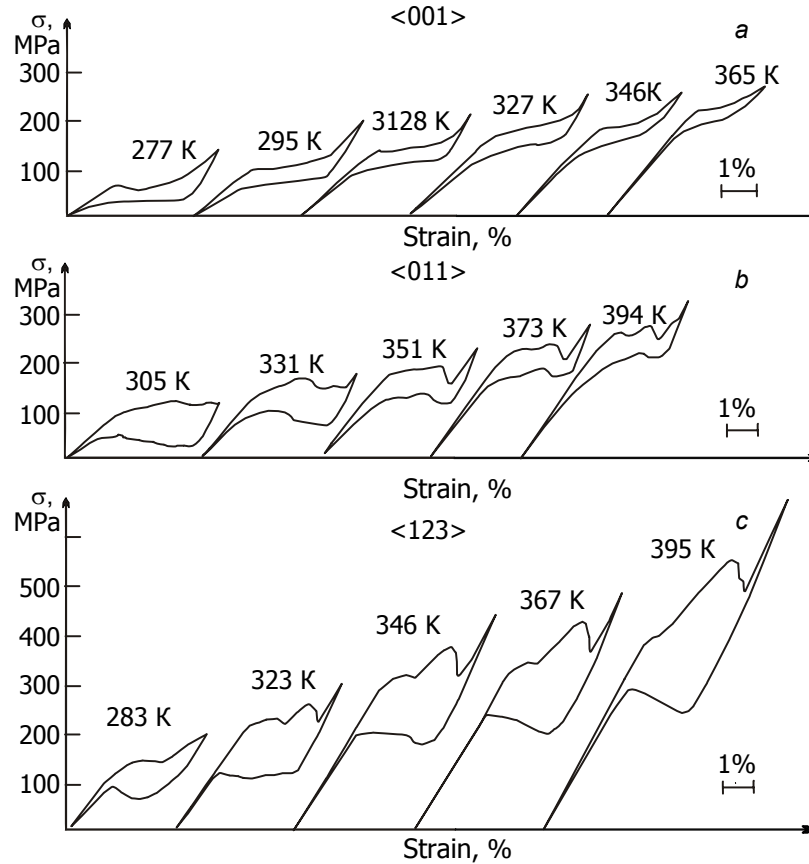 σ, MPa
<001>
a
300
200
100
277 K
295 K
3128 K
327 K
346K
365 K
1%
Strain, %
σ, MPa
<011>
b
300
200
100
305 K
331 K
351 K
373 K
394 K
1%
Strain, %
σ, MPa
<123>
c
500
400
300
200
100
283 K
323 K
346 K
367 K
395 K
1%
Strain, %